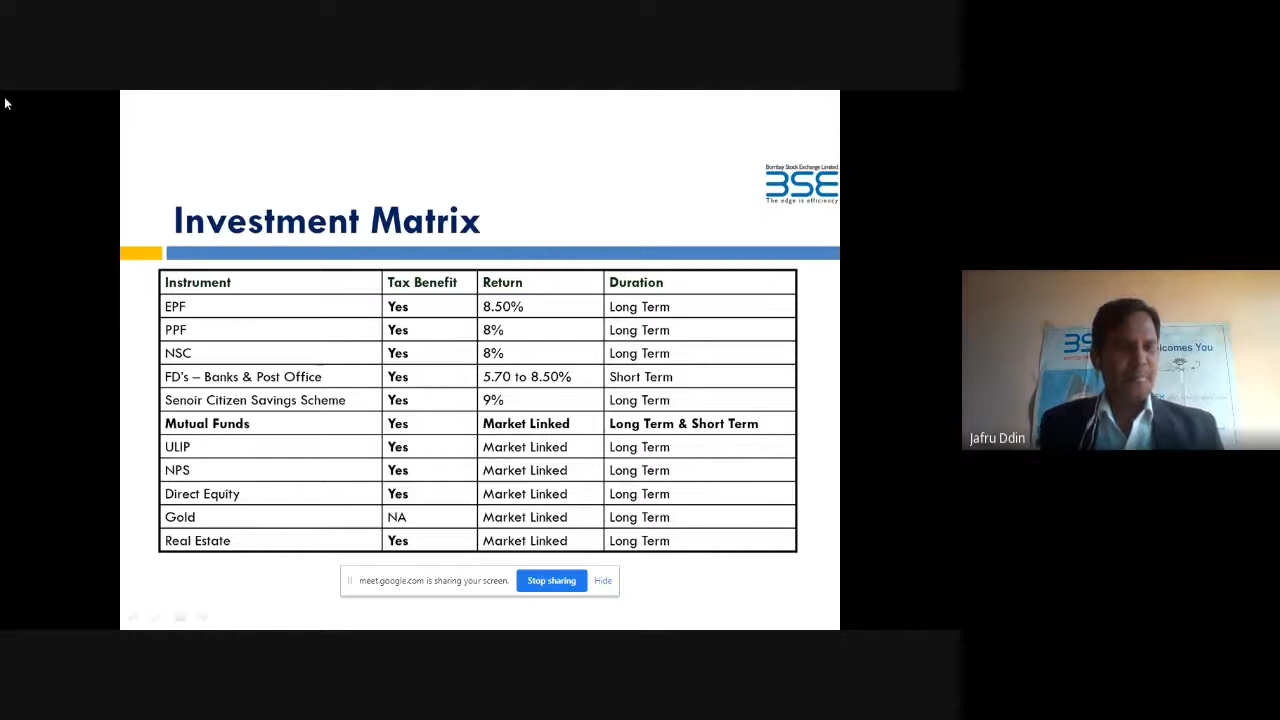 Bombay Stock Exchange Limited
BSE
The edge is efficiency
Investment Matrix
Instrument Tax Benefit Return Duration
EPF Yes 8.50% Long Term
PPF Yes 8% Long Term
NSC Yes 8% Long Term
FD's – Banks & Post Office Yes 5.70 to 8.50% Short Term
Senoir Citizen Savings Scheme Yes 9% Long Term
Mutual Funds Yes Market Linked Long Term & Short Term
ULIP Yes Market Linked Long Term
NPS Yes Market Linked Long Term
Direct Equity Yes Market Linked Long Term
Gold NA Market Linked Long Term
Real Estate Yes Market Linked Long Term
meet.google.com is sharing your screen. Stop sharing Hide
You
Jafru Ddin